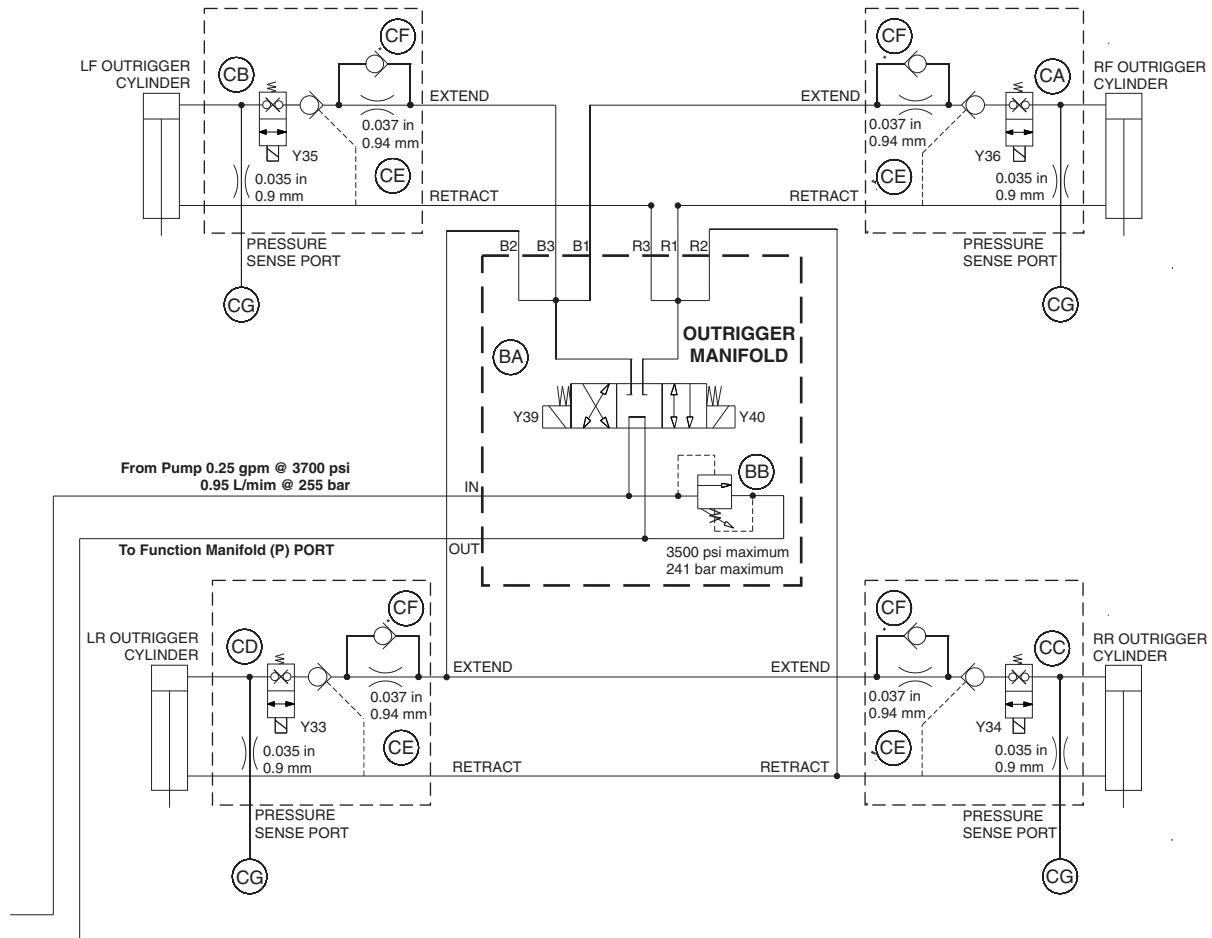 CF
CF
LF OUTRIGGER
CYLINDER
CB
CA
RF OUTRIGGER
CYLINDER
EXTEND
EXTEND
0.037 in
0.94 mm
0.037 in
0.94 mm
Y35
Y36
CE
CE
0.035 in
0.9 mm
0.035 in
0.9 mm
RETRACT
RETRACT
PRESSURE
SENSE PORT
B2
B3
B1
R3
R1
R2
PRESSURE
SENSE PORT
CG
CG
OUTRIGGER
MANIFOLD
BA
Y39
Y40
From Pump 0.25 gpm @ 3700 psi
0.95 L/mim @ 255 bar
IN
BB
To Function Manifold (P) PORT
OUT
3500 psi maximum
241 bar maximum
CF
CF
LR OUTRIGGER
CYLINDER
CD
CC
RR OUTRIGGER
CYLINDER
EXTEND
EXTEND
0.037 in
0.94 mm
0.037 in
0.94 mm
Y33
Y34
CE
CE
0.035 in
0.9 mm
0.035 in
0.9 mm
RETRACT
RETRACT
PRESSURE
SENSE PORT
PRESSURE
SENSE PORT
CG
CG